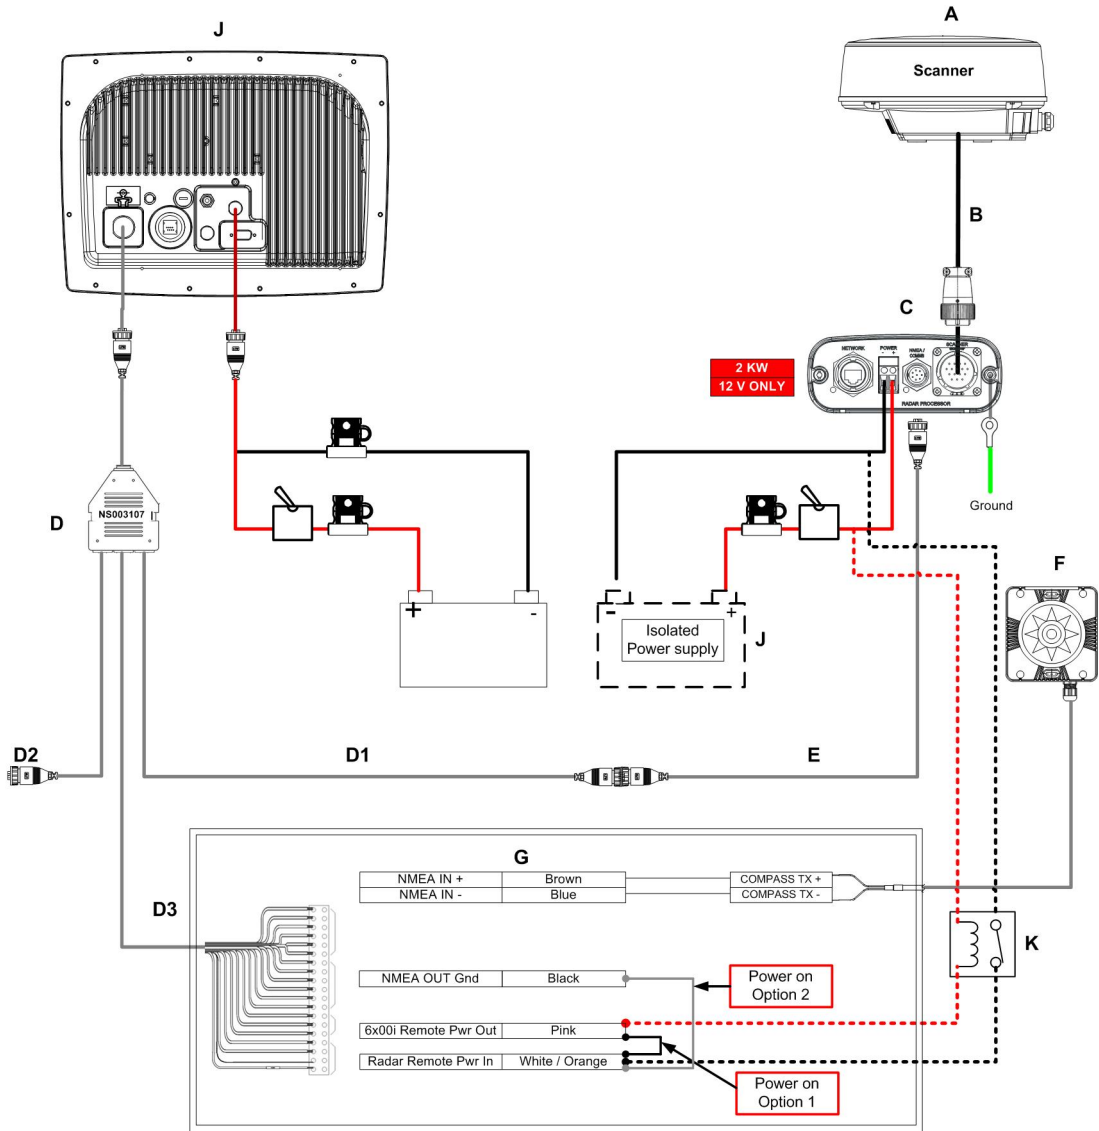 J
A
Scanner
B
C
NETWORK
POWER
- +
NMEA / COMMS
SCANNER
RADAR PROCESSOR
2 KW
12 V ONLY
Ground
D
NS003107
F
+
-
-
+
Isolated
Power supply
J
D2
D1
E
G
NMEA IN + Brown COMPASS TX +
NMEA IN - Blue COMPASS TX -
D3
K
NMEA OUT Gnd Black
Power on
Option 2
6x00i Remote Pwr Out Pink
Radar Remote Pwr In White / Orange
Power on
Option 1